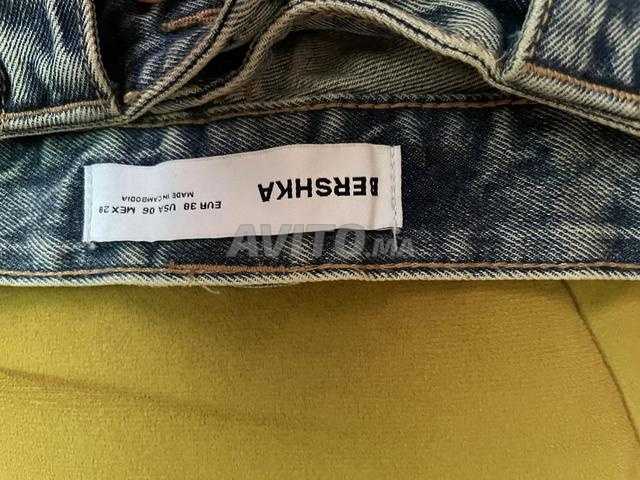 BERSHKA
EUR 38 USA 06 MEX 28
MADE IN CAMBODIA
AVITO.ma